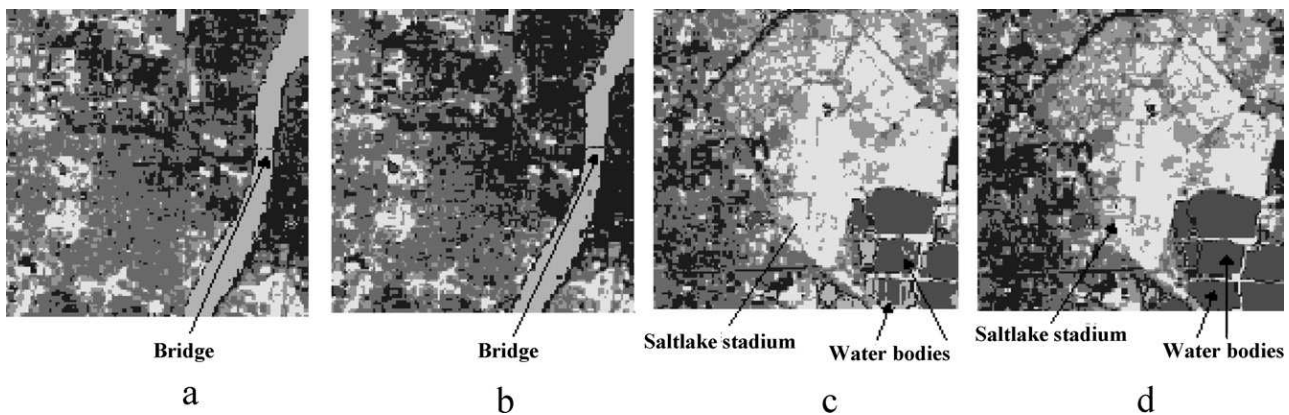 Bridge
Bridge
Saltlake stadium
Water bodies
Saltlake stadium
Water bodies
a
b
c
d